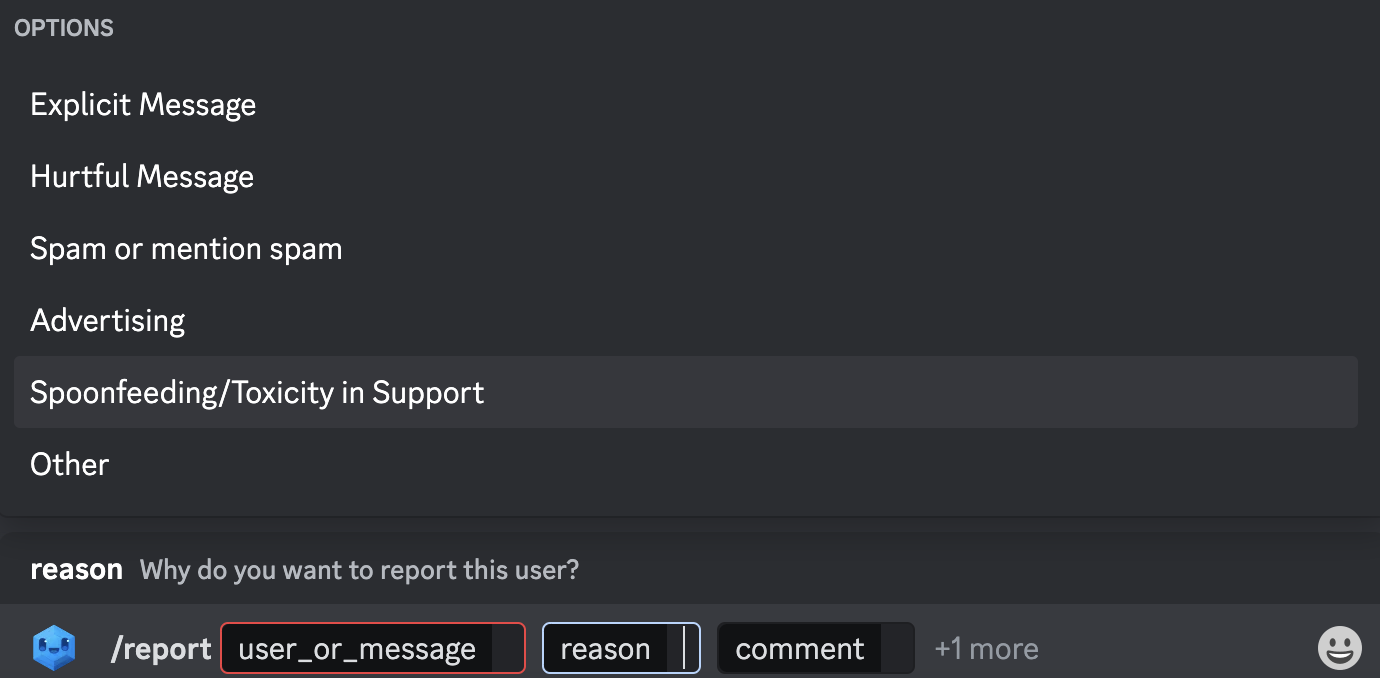 OPTIONS
Explicit Message
Hurtful Message
Spam or mention spam
Advertising
Spoonfeeding/Toxicity in Support
Other
reason Why do you want to report this user?
/report user_or_message reason comment +1 more